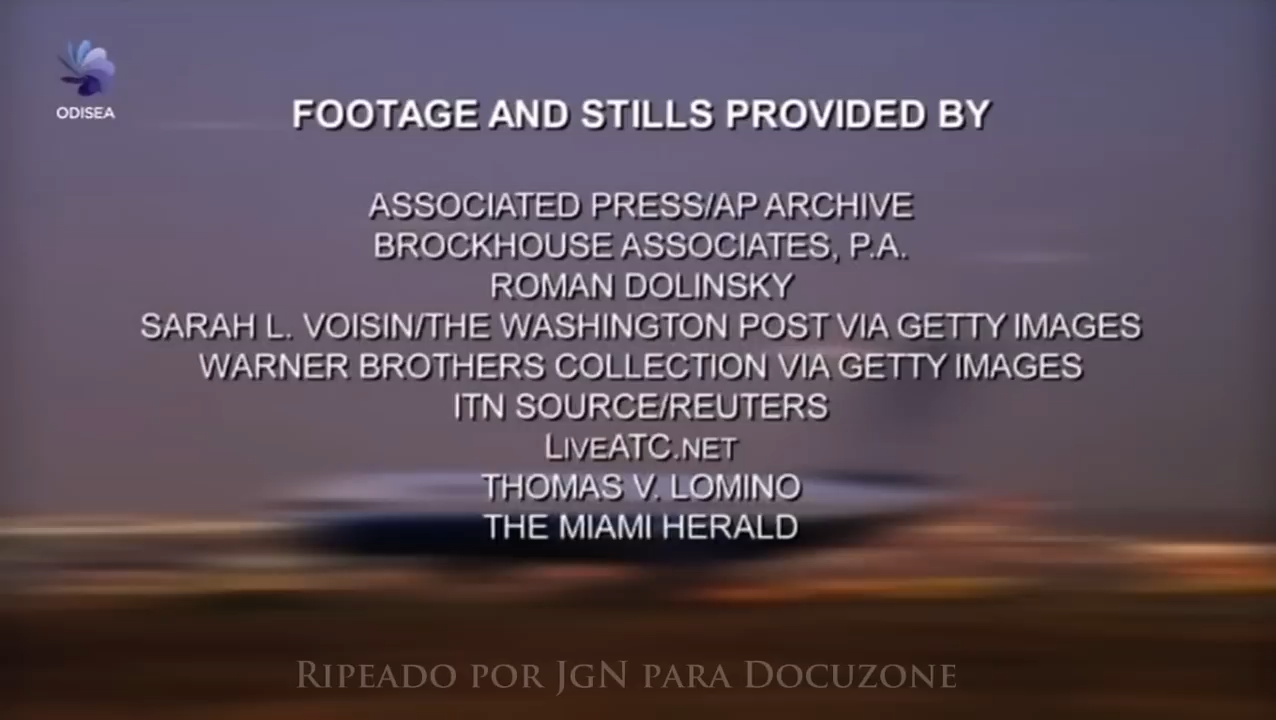 ODISEA
FOOTAGE AND STILLS PROVIDED BY
ASSOCIATED PRESS/AP ARCHIVE
BROCKHOUSE ASSOCIATES, P.A.
ROMAN DOLINSKY
SARAH L. VOISIN/THE WASHINGTON POST VIA GETTY IMAGES
WARNER BROTHERS COLLECTION VIA GETTY IMAGES
ITN SOURCE/REUTERS
LIVEATC.NET
THOMAS V. LOMINO
THE MIAMI HERALD
RIPEADO POR JGN PARA DOCUZONE